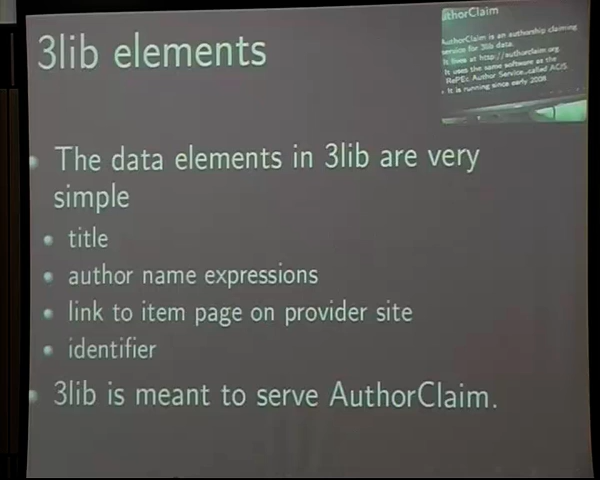 3lib elements
The data elements in 3lib are very
simple
title
author name expressions
link to item page on provider site
identifier
3lib is meant to serve AuthorClaim.
uthorClaim
AuthorClaim is an authorship claiming
service for 3lib data.
It lives at http://authorclaim.org.
It uses the same software as the
RePEc Author Service, called ACIS.
It is running since early 2008